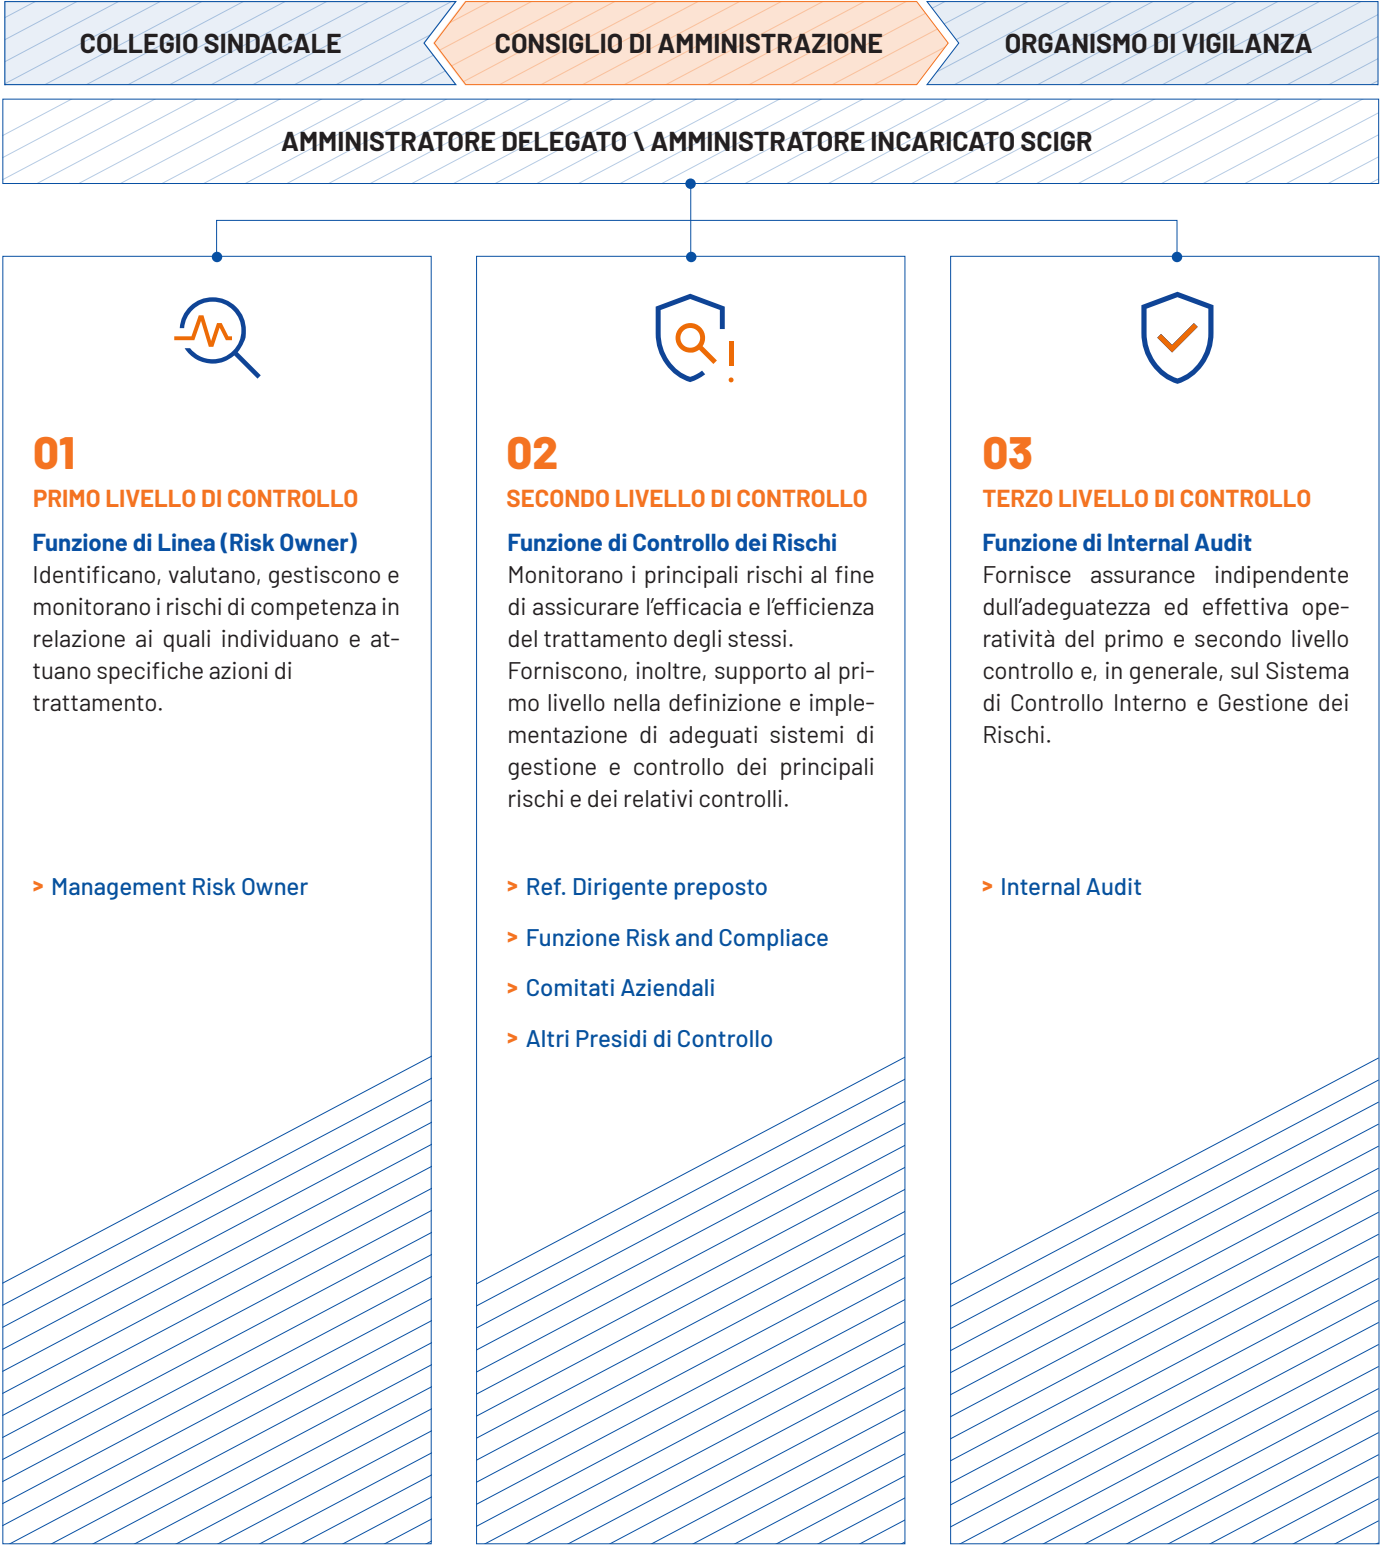 COLLEGIO SINDACALE
CONSIGLIO DI AMMINISTRAZIONE
ORGANISMO DI VIGILANZA
AMMINISTRATORE DELEGATO \ AMMINISTRATORE INCARICATO SCIGR
01
PRIMO LIVELLO DI CONTROLLO
Funzione di Linea (Risk Owner)
Identificano, valutano, gestiscono e
monitorano i rischi di competenza in
relazione ai quali individuano e at-
tuano specifiche azioni di
trattamento.
> Management Risk Owner
02
SECONDO LIVELLO DI CONTROLLO
Funzione di Controllo dei Rischi
Monitorano i principali rischi al fine
di assicurare l'efficacia e l'efficienza
del trattamento degli stessi.
Forniscono, inoltre, supporto al pri-
mo livello nella definizione e imple-
mentazione di adeguati sistemi di
gestione e controllo dei principali
rischi e dei relativi controlli.
> Ref. Dirigente preposto
> Funzione Risk and Compliace
> Comitati Aziendali
> Altri Presidi di Controllo
03
TERZO LIVELLO DI CONTROLLO
Funzione di Internal Audit
Fornisce assurance indipendente
dull'adeguatezza ed effettiva ope-
ratività del primo e secondo livello
controllo e, in generale, sul Sistema
di Controllo Interno e Gestione dei
Rischi.
> Internal Audit